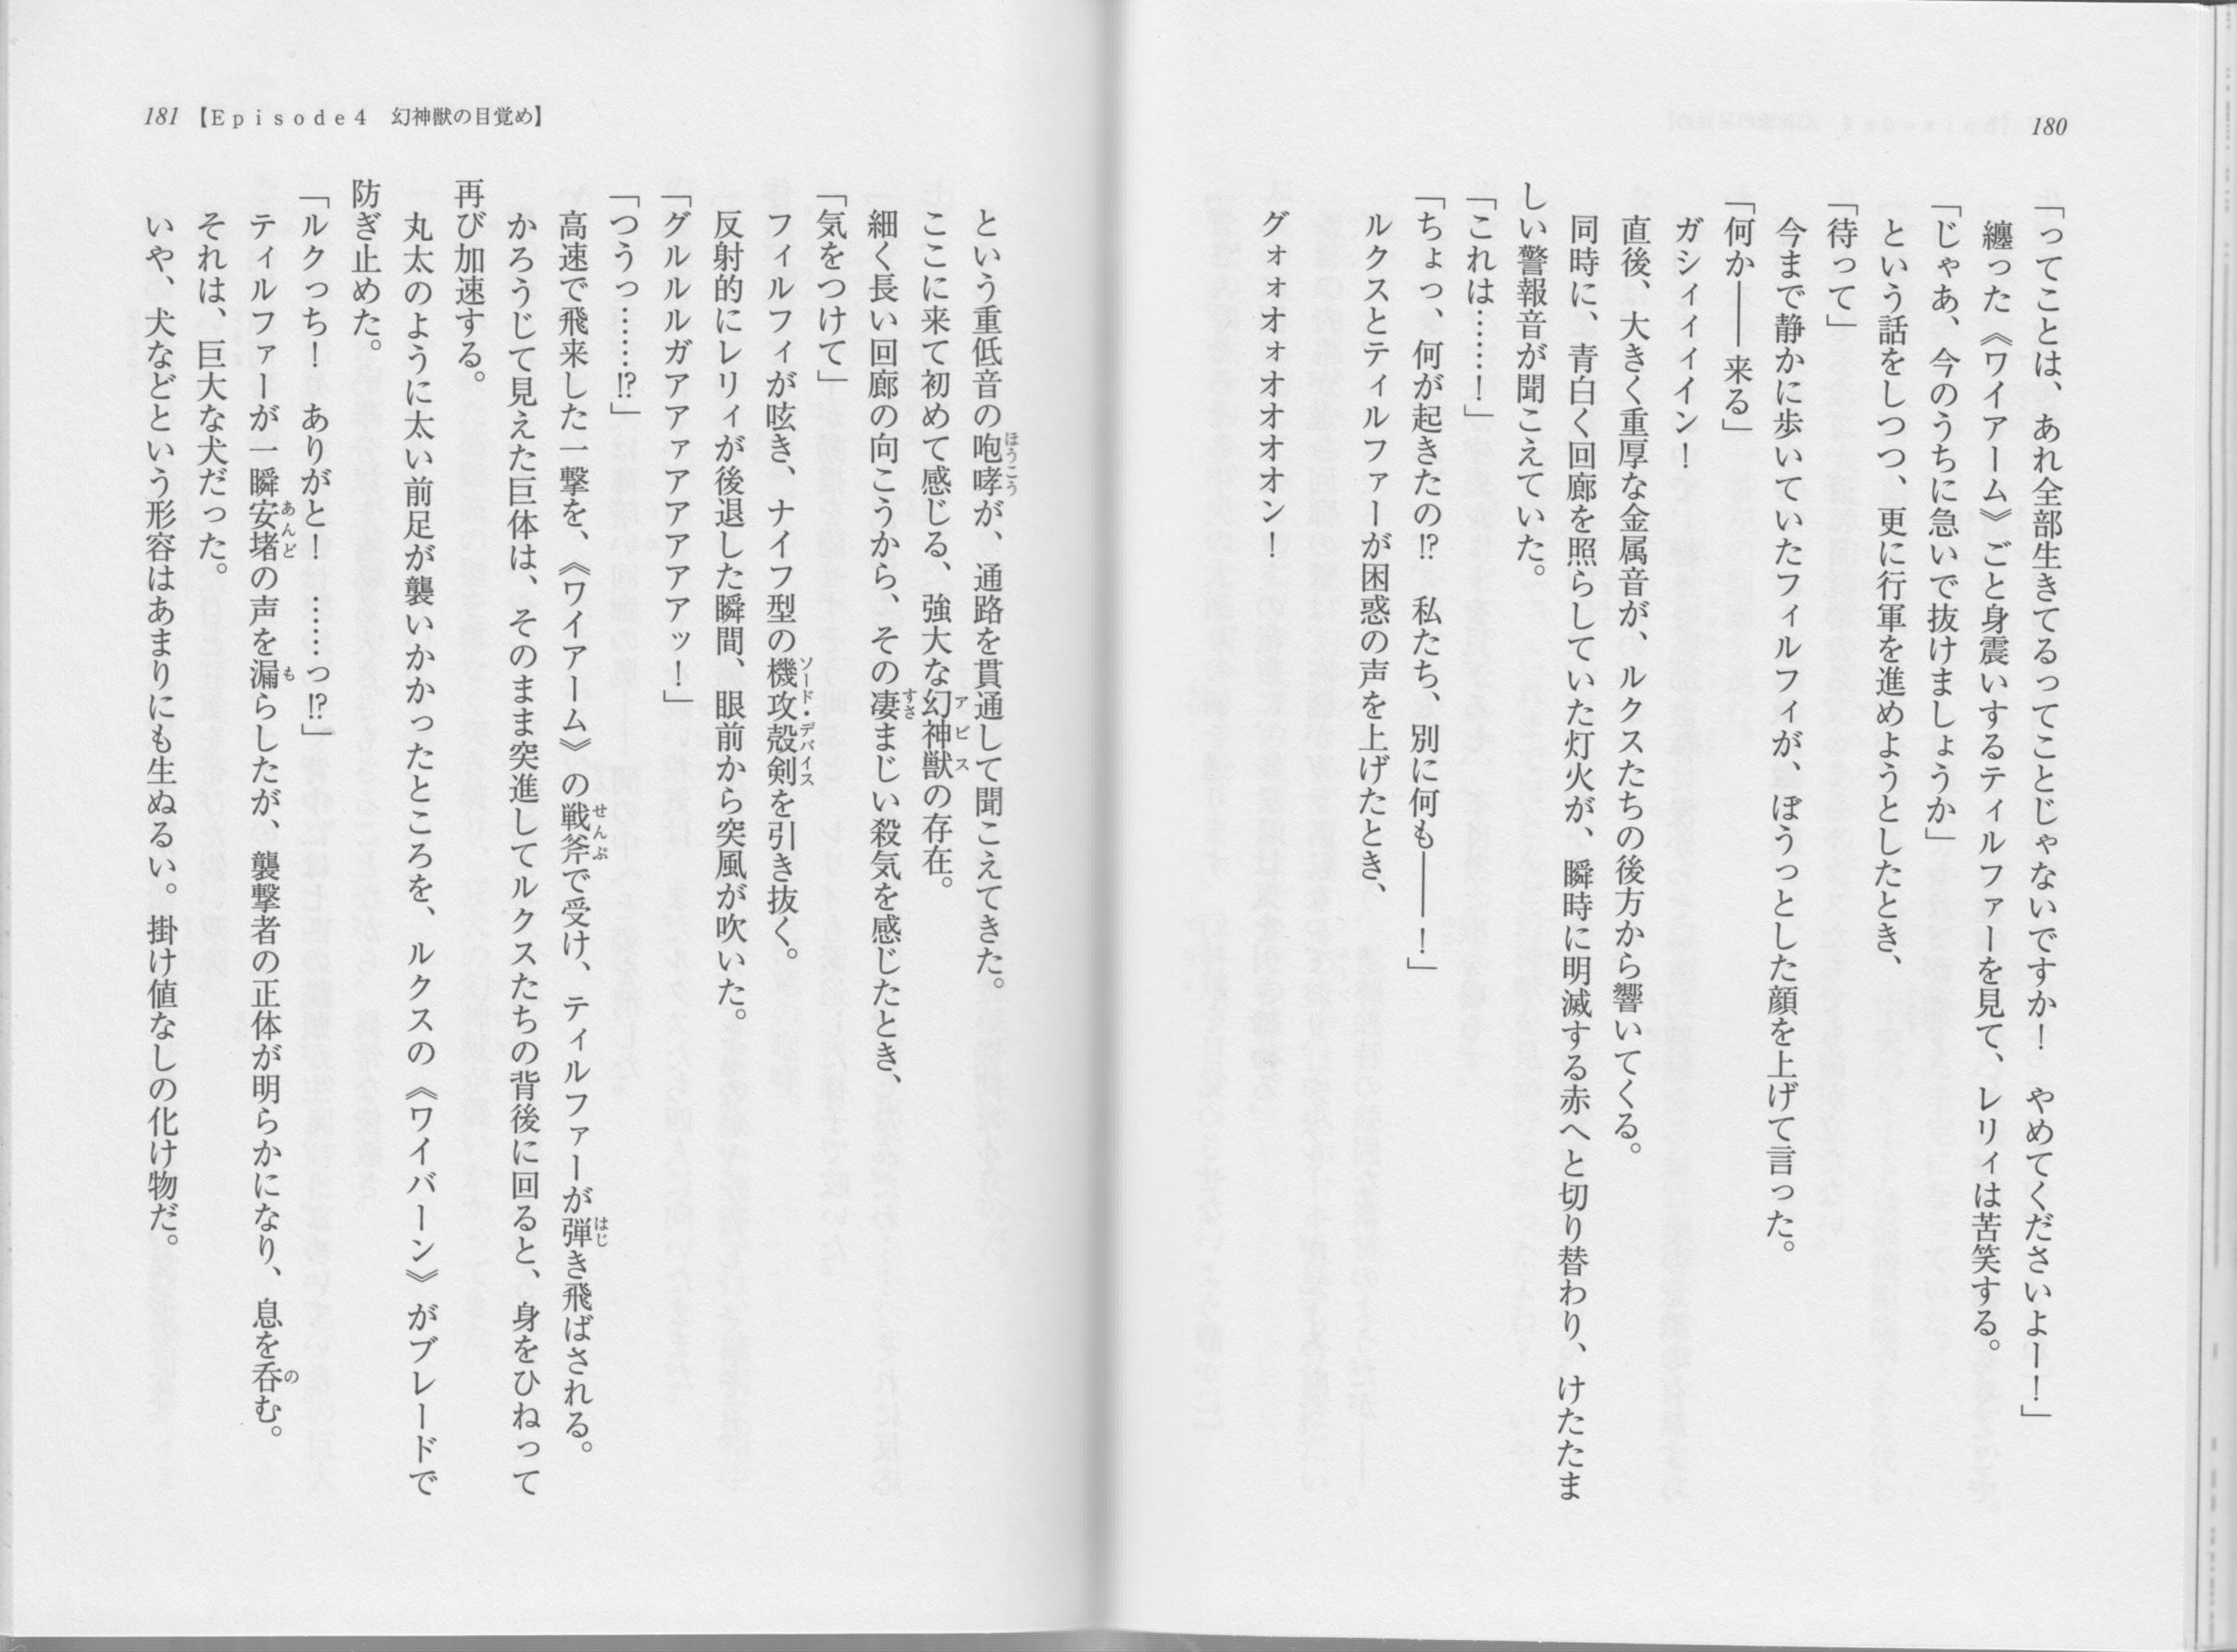 180
「ってことは、あれ全部生きてるってことじゃないですか！　やめてくださいよー！」
纏った《ワイアーム》ごと身震いするティルファーを見て、レリィは苦笑する。
「じゃあ、今のうちに急いで抜けましょうか」
という話をしつつ、更に行軍を進めようとしたとき、
「待って」
今まで静かに歩いていたフィルフィが、ぼうっとした顔を上げて言った。
「何か――来る」
ガシィィィイン！
直後、大きく重厚な金属音が、ルクスたちの後方から響いてくる。
同時に、青白く回廊を照らしていた灯火が、瞬時に明滅する赤へと切り替わり、けたたま
しい警報音が聞こえていた。
「これは……！」
「ちょっ、何が起きたの!?　私たち、別に何も――！」
ルクスとティルファーが困惑の声を上げたとき、
グォォオォオオオオン！
181【Episode4　幻神獣の目覚め】
という重低音の咆哮が、通路を貫通して聞こえてきた。
ここに来て初めて感じる、強大な幻神獣の存在。
細く長い回廊の向こうから、その凄まじい殺気を感じたとき、
「気をつけて」
フィルフィが呟き、ナイフ型の機攻殻剣を引き抜く。
反射的にレリィが後退した瞬間、眼前から突風が吹いた。
「グルルルガアアァアアアアアッ！」
「つうっ……!?」
高速で飛来した一撃を、《ワイアーム》の戦斧で受け、ティルファーが弾き飛ばされる。
かろうじて見えた巨体は、そのまま突進してルクスたちの背後に回ると、身をひねって
再び加速する。
丸太のように太い前足が襲いかかったところを、ルクスの《ワイバーン》がブレードで
防ぎ止めた。
「ルクっち！　ありがと！　……っ!?」
ティルファーが一瞬安堵の声を漏らしたが、襲撃者の正体が明らかになり、息を呑む。
それは、巨大な犬だった。
いや、犬などという形容はあまりにも生ぬるい。掛け値なしの化け物だ。